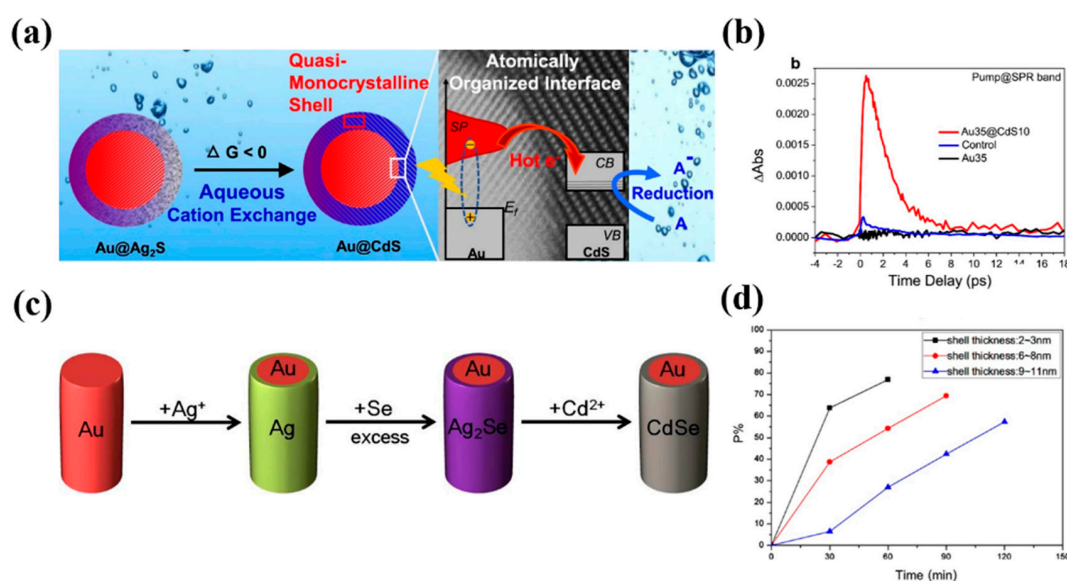 (a)
Quasi-
Monocrystalline
Shell
Δ G < 0
Aqueous
Cation Exchange
Au@Ag2S
Au@CdS
Atomically
Organized Interface
SP
Hot e-
CB
A-
Reduction
A
Ef
Au
VB
CdS
(b)
b
Pump@SPR band
Au35@CdS10
Control
Au35
ΔAbs
0.0025
0.0020
0.0015
0.0010
0.0005
0.0000
-4 -2 0 2 4 6 8 10 12 14 16 18
Time Delay (ps)
(c)
Au
+Ag+
Au
Ag
+Se
excess
Au
Ag2Se
+Cd2+
Au
CdSe
(d)
shell thickness:2~3nm
shell thickness:6~8nm
shell thickness:9~11nm
P%
100
90
80
70
60
50
40
30
20
10
0
0 30 60 90 120 150
Time (min)